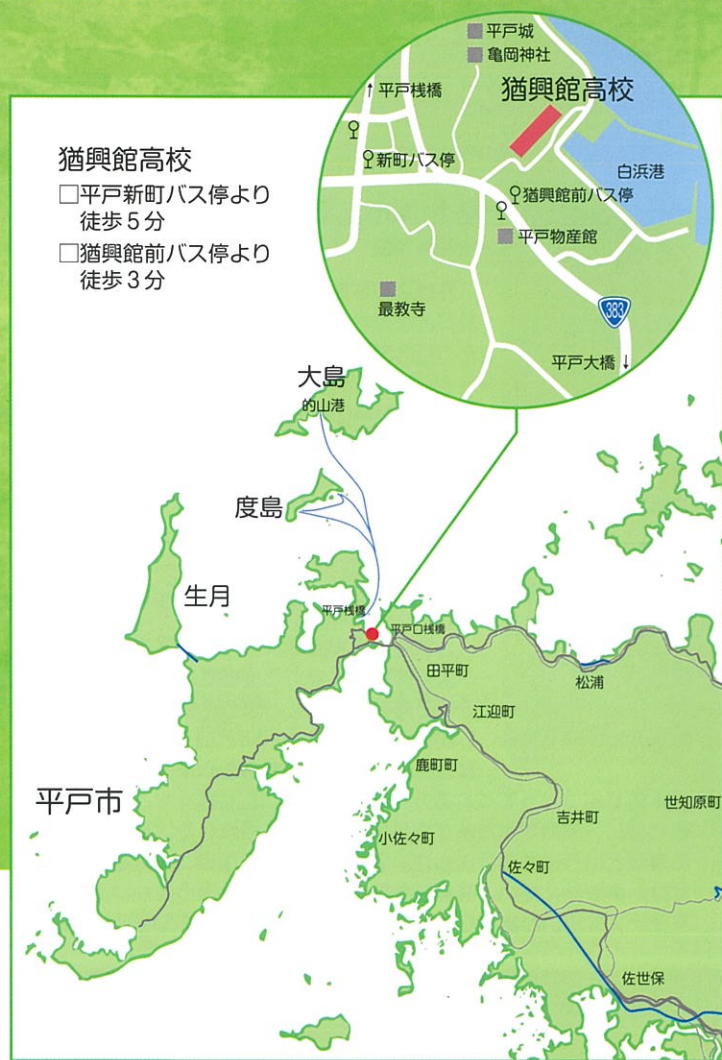 猶興館高校
□平戸新町バス停より
徒歩5分
□猶興館前バス停より
徒歩3分
平戸城
亀岡神社
↑平戸桟橋
猶興館高校
新町バス停
白浜港
猶興館前バス停
平戸物産館
最教寺
383
平戸大橋↓
大島
的山港
度島
生月
平戸桟橋
平戸口桟橋
田平町
松浦
江迎町
鹿町町
平戸市
世知原町
吉井町
小佐々町
佐々町
佐世保